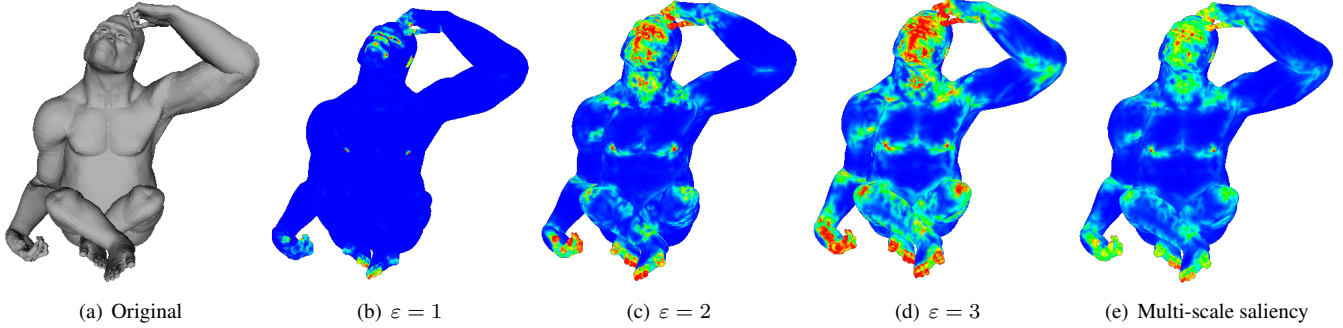 (a) Original
(b) ε = 1
(c) ε = 2
(d) ε = 3
(e) Multi-scale saliency